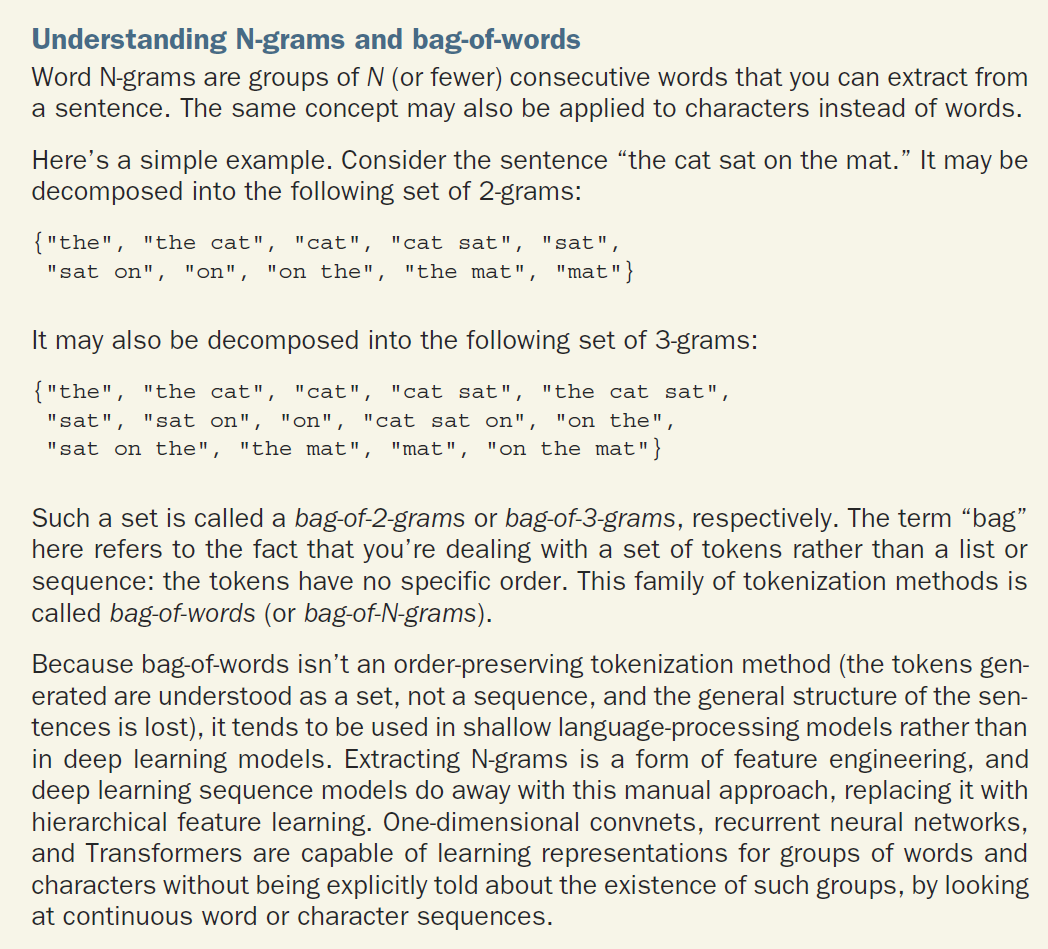 Understanding N-grams and bag-of-words
Word N-grams are groups of N (or fewer) consecutive words that you can extract from
a sentence. The same concept may also be applied to characters instead of words.
Here’s a simple example. Consider the sentence “the cat sat on the mat.” It may be
decomposed into the following set of 2-grams:
{"the", "the cat", "cat", "cat sat", "sat",
"sat on", "on", "on the", "the mat", "mat"}
It may also be decomposed into the following set of 3-grams:
{"the", "the cat", "cat", "cat sat", "the cat sat",
"sat", "sat on", "on", "cat sat on", "on the",
"sat on the", "the mat", "mat", "on the mat"}
Such a set is called a bag-of-2-grams or bag-of-3-grams, respectively. The term “bag”
here refers to the fact that you’re dealing with a set of tokens rather than a list or
sequence: the tokens have no specific order. This family of tokenization methods is
called bag-of-words (or bag-of-N-grams).
Because bag-of-words isn’t an order-preserving tokenization method (the tokens gen-
erated are understood as a set, not a sequence, and the general structure of the sen-
tences is lost), it tends to be used in shallow language-processing models rather than
in deep learning models. Extracting N-grams is a form of feature engineering, and
deep learning sequence models do away with this manual approach, replacing it with
hierarchical feature learning. One-dimensional convnets, recurrent neural networks,
and Transformers are capable of learning representations for groups of words and
characters without being explicitly told about the existence of such groups, by looking
at continuous word or character sequences.